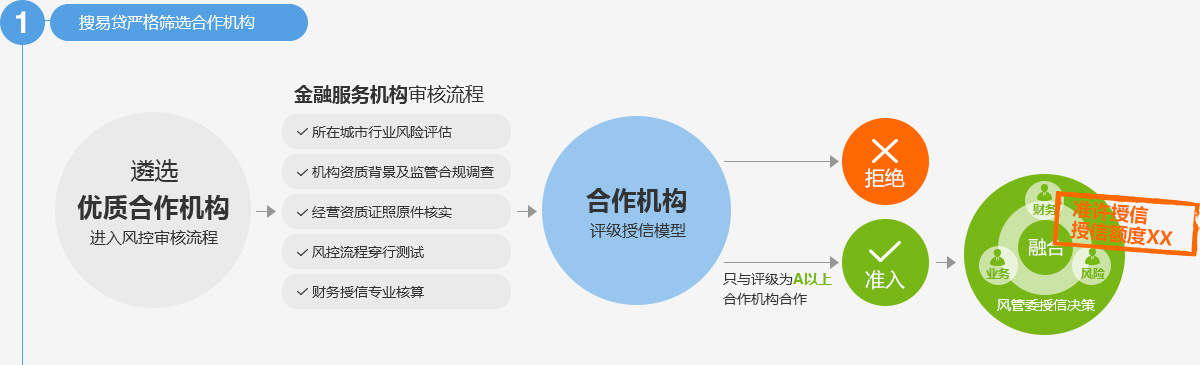 1
搜易贷严格筛选合作机构
遴选
优质合作机构
进入风控审核流程
金融服务机构审核流程
所在城市行业风险评估
机构资质背景及监管合规调查
经营资质证照原件核实
风控流程穿行测试
财务授信专业核算
合作机构
评级授信模型
拒绝
只与评级为A以上
合作机构合作
准入
财务
融合
业务
风险
风管委授信决策
准许授信
授信额度XX